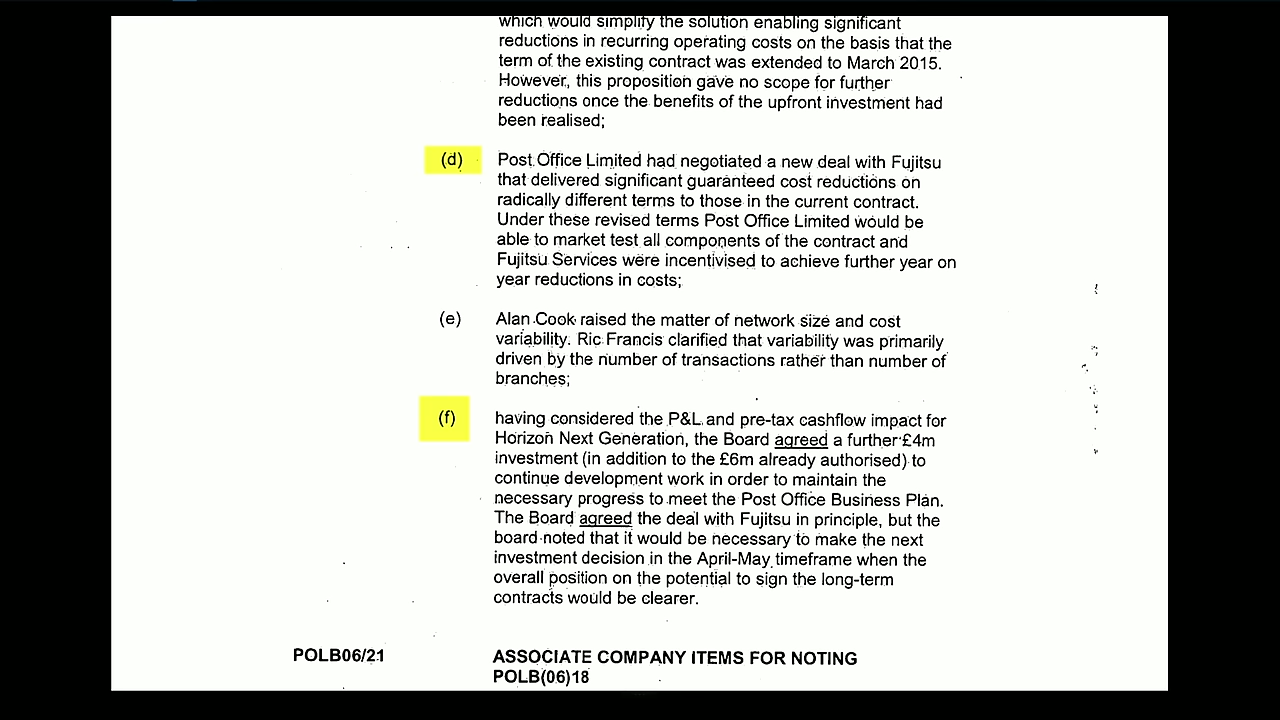 which would simplify the solution enabling significant
reductions in recurring operating costs on the basis that the
term of the existing contract was extended to March 2015.
However, this proposition gave no scope for further
reductions once the benefits of the upfront investment had
been realised;
(d) Post Office Limited had negotiated a new deal with Fujitsu
that delivered significant guaranteed cost reductions on
radically different terms to those in the current contract.
Under these revised terms Post Office Limited would be
able to market test all components of the contract and
Fujitsu Services were incentivised to achieve further year on
year reductions in costs;
(e) Alan Cook raised the matter of network size and cost
variability. Ric Francis clarified that variability was primarily
driven by the number of transactions rather than number of
branches;
(f) having considered the P&L and pre-tax cashflow impact for
Horizon Next Generation, the Board agreed a further £4m
investment (in addition to the £6m already authorised) to
continue development work in order to maintain the
necessary progress to meet the Post Office Business Plan.
The Board agreed the deal with Fujitsu in principle, but the
board noted that it would be necessary to make the next
investment decision in the April-May timeframe when the
overall position on the potential to sign the long-term
contracts would be clearer.
POLB06/21 ASSOCIATE COMPANY ITEMS FOR NOTING
POLB(06)18